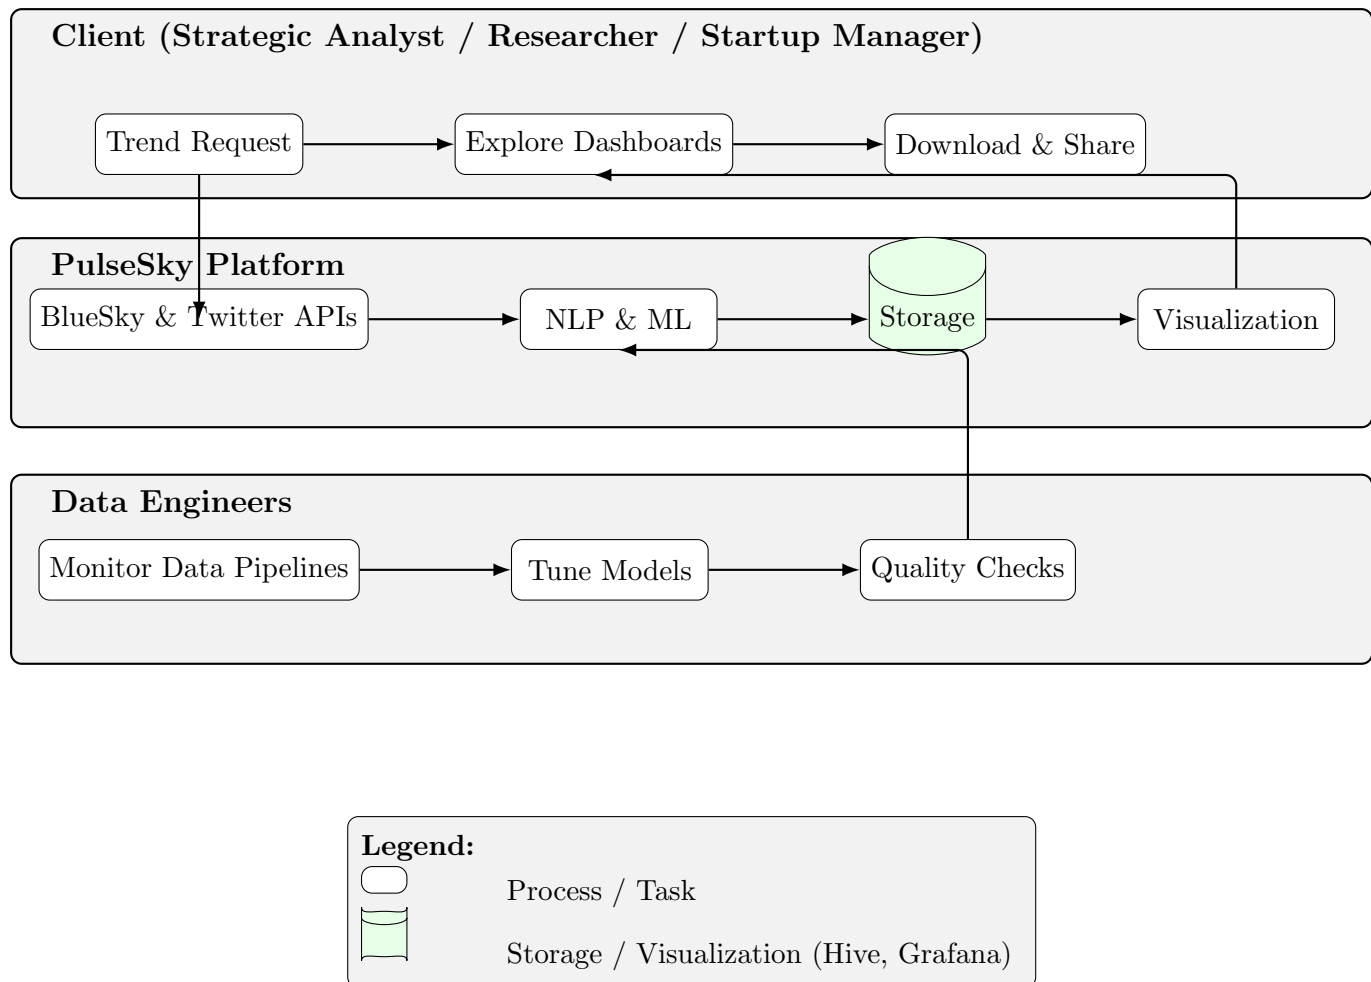 Client (Strategic Analyst / Researcher / Startup Manager)
Trend Request
Explore Dashboards
Download & Share
PulseSky Platform
BlueSky & Twitter APIs
NLP & ML
Storage
Visualization
Data Engineers
Monitor Data Pipelines
Tune Models
Quality Checks
Legend:
Process / Task
Storage / Visualization (Hive, Grafana)